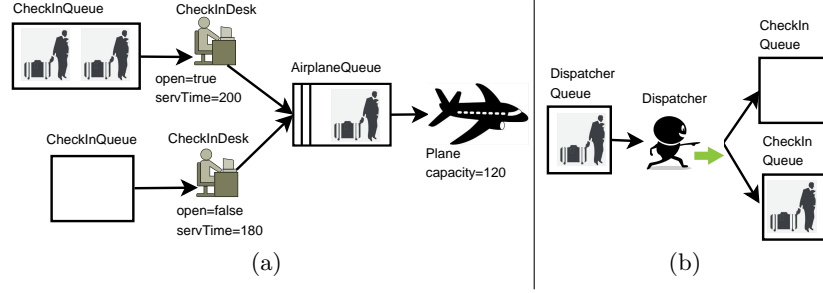 CheckInQueue
CheckInDesk
open=true
servTime=200
AirplaneQueue
Plane
capacity=120
CheckInQueue
CheckInDesk
open=false
servTime=180
(a)
Dispatcher
Queue
Dispatcher
CheckIn
Queue
CheckIn
Queue
(b)